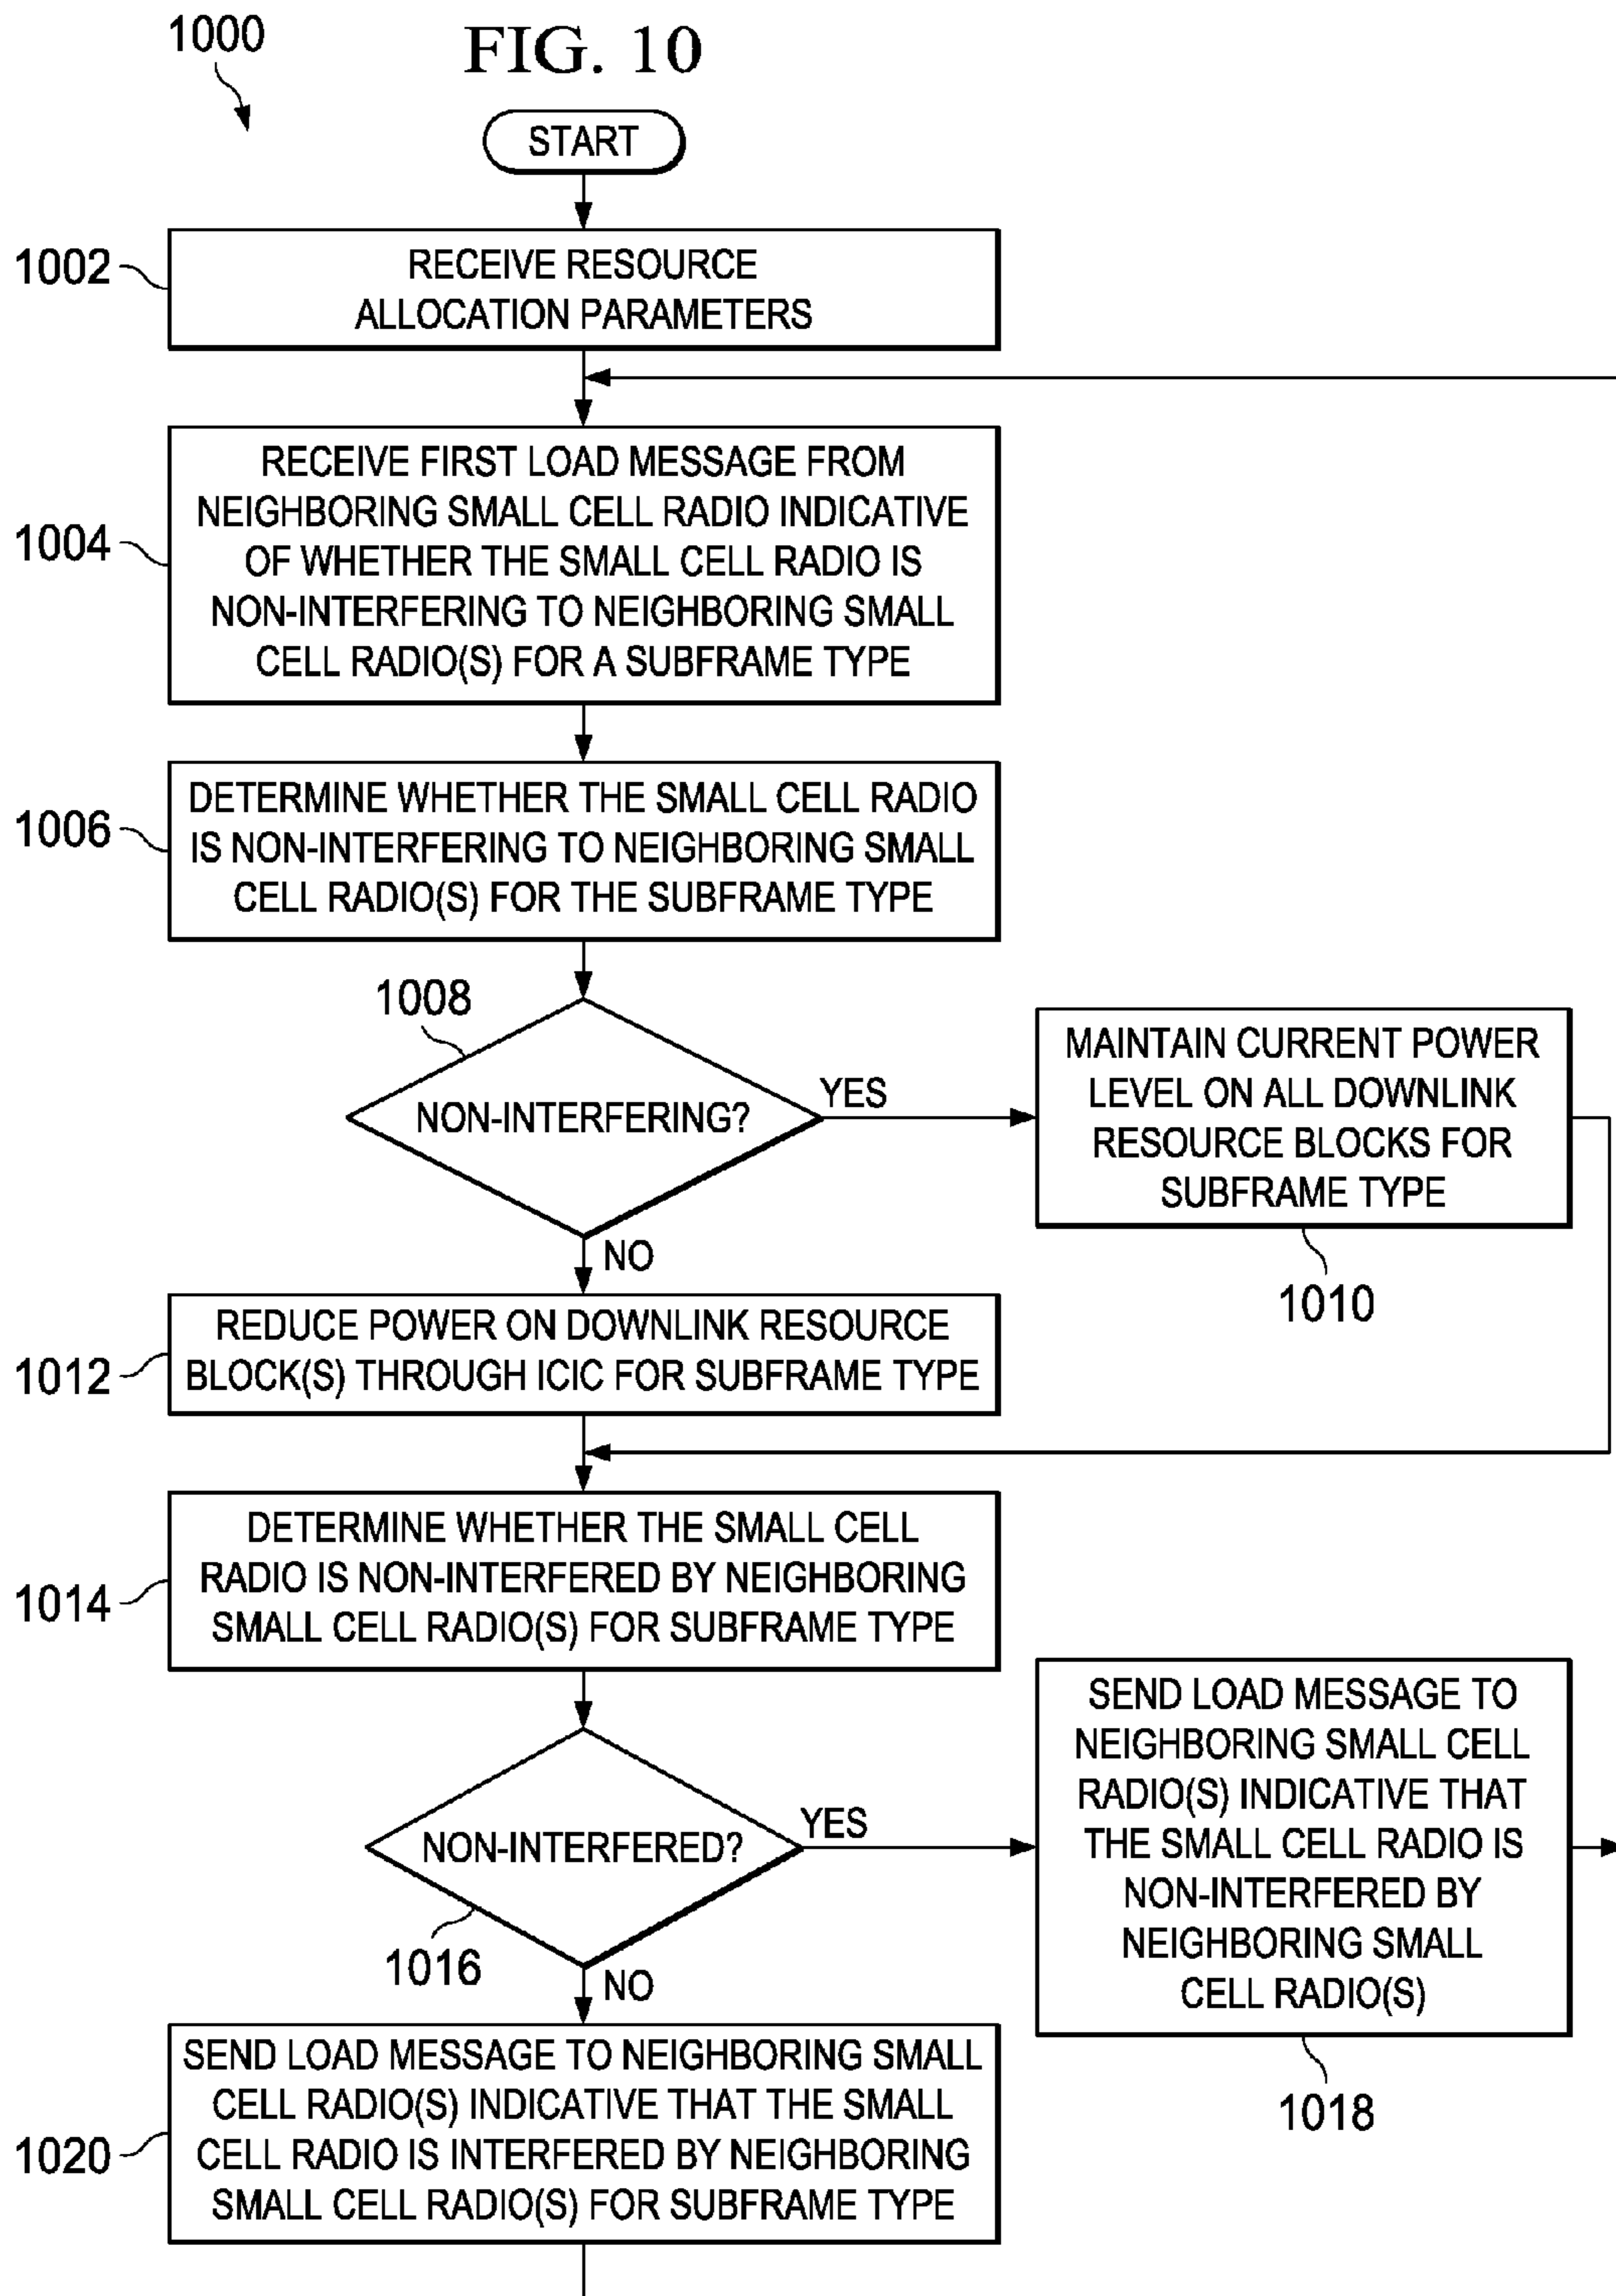 1000
FIG. 10
START
1002
RECEIVE RESOURCE
ALLOCATION PARAMETERS
1004
RECEIVE FIRST LOAD MESSAGE FROM
NEIGHBORING SMALL CELL RADIO INDICATIVE
OF WHETHER THE SMALL CELL RADIO IS
NON-INTERFERING TO NEIGHBORING SMALL
CELL RADIO(S) FOR A SUBFRAME TYPE
1006
DETERMINE WHETHER THE SMALL CELL RADIO
IS NON-INTERFERING TO NEIGHBORING SMALL
CELL RADIO(S) FOR THE SUBFRAME TYPE
1008
NON-INTERFERING?
YES
MAINTAIN CURRENT POWER
LEVEL ON ALL DOWNLINK
RESOURCE BLOCKS FOR
SUBFRAME TYPE
1010
NO
1012
REDUCE POWER ON DOWNLINK RESOURCE
BLOCK(S) THROUGH ICIC FOR SUBFRAME TYPE
1014
DETERMINE WHETHER THE SMALL CELL
RADIO IS NON-INTERFERED BY NEIGHBORING
SMALL CELL RADIO(S) FOR SUBFRAME TYPE
NON-INTERFERED?
1016
YES
SEND LOAD MESSAGE TO
NEIGHBORING SMALL CELL
RADIO(S) INDICATIVE THAT
THE SMALL CELL RADIO IS
NON-INTERFERED BY
NEIGHBORING SMALL
CELL RADIO(S)
1018
NO
1020
SEND LOAD MESSAGE TO NEIGHBORING SMALL
CELL RADIO(S) INDICATIVE THAT THE SMALL
CELL RADIO IS INTERFERED BY NEIGHBORING
SMALL CELL RADIO(S) FOR SUBFRAME TYPE